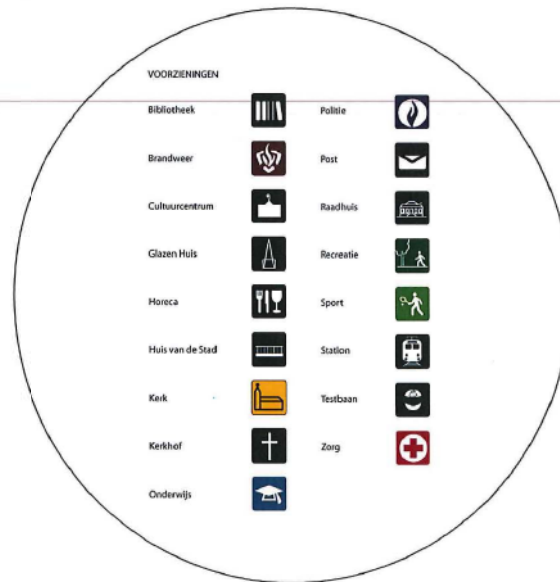 VOORZIENINGEN
Bibliotheek
Brandweer
Cultuurcentrum
Glazen Huis
Horeca
Huis van de Stad
Kerk
Kerkhof
Onderwijs
Politie
Post
Raadhuis
Recreatie
Sport
Station
Testbaan
Zorg